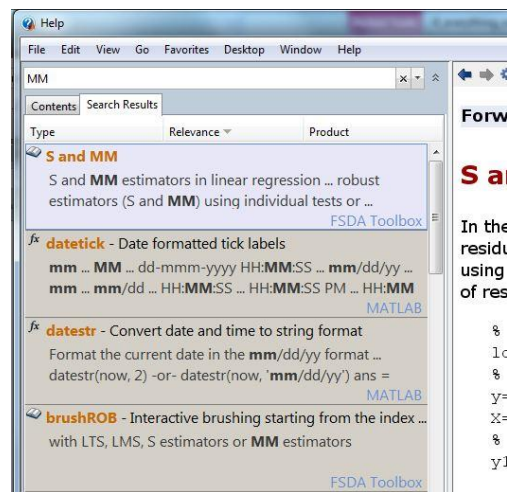 Help
File Edit View Go Favorites Desktop Window Help
MM
Contents Search Results
Type Relevance Product
S and MM
S and MM estimators in linear regression ... robust
estimators (S and MM) using individual tests or ...
FSDA Toolbox
fx datetick - Date formatted tick labels
mm ... MM ... dd-mmm-yyyy HH:MM:SS ... mm/dd/yy ...
mm ... mm/dd ... HH:MM:SS ... HH:MM:SS PM ... HH:MM
MATLAB
fx datestr - Convert date and time to string format
Format the current date in the mm/dd/yy format ...
datestr(now, 2) -or- datestr(now, 'mm/dd/yy') ans =
MATLAB
brushROB - Interactive brushing starting from the index ...
with LTS, LMS, S estimators or MM estimators
FSDA Toolbox
Forw
S a
In the
residu
using
of res
%
lo
%
y=
X=
%
y1